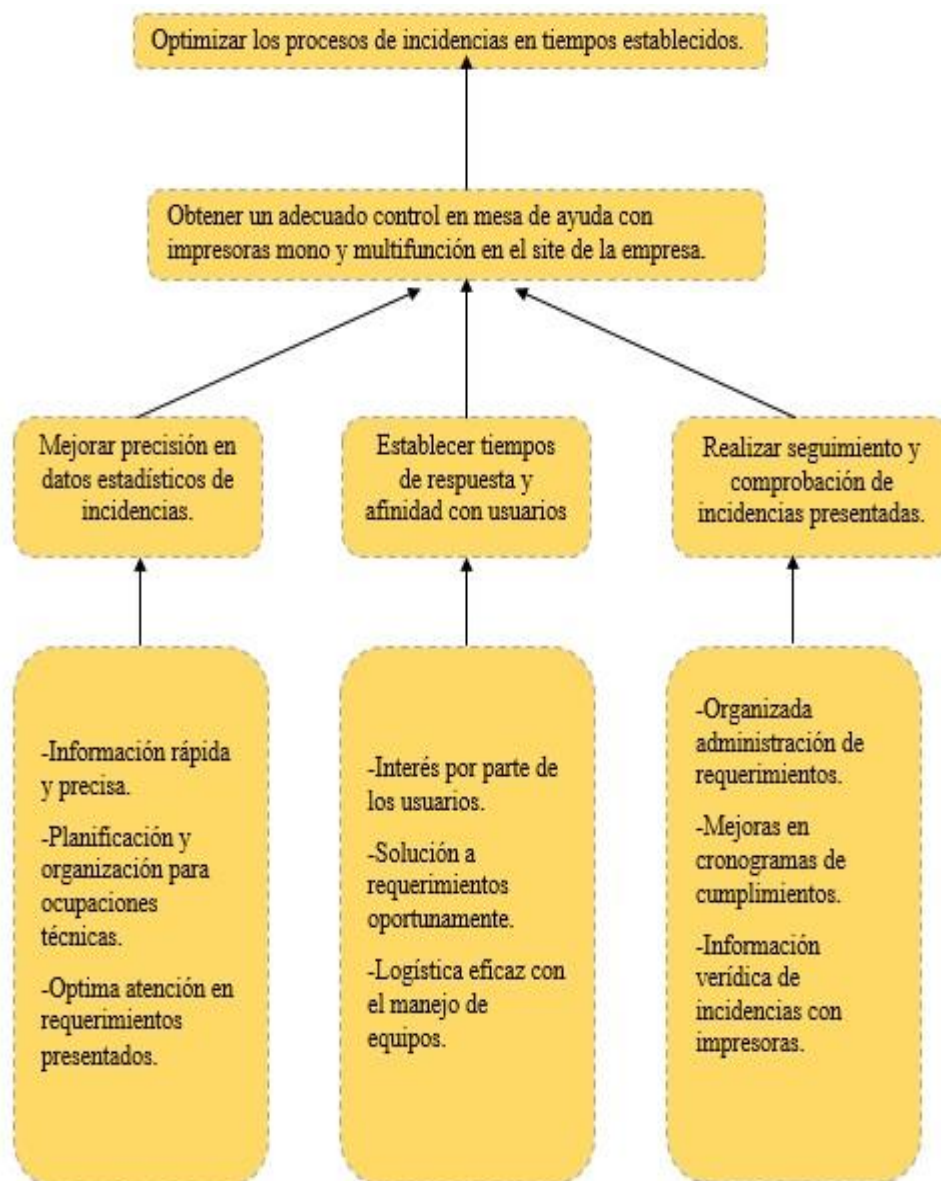 Optimizar los procesos de incidencias en tiempos establecidos.
Obtener un adecuado control en mesa de ayuda con
impresoras mono y multifunción en el site de la empresa.
Mejorar precisión en
datos estadísticos de
incidencias.
Establecer tiempos
de respuesta y
afinidad con usuarios
Realizar seguimiento y
comprobación de
incidencias presentadas.
-Información rápida
y precisa.
-Planificación y
organización para
ocupaciones
técnicas.
-Optima atención en
requerimientos
presentados.
-Interés por parte de
los usuarios.
-Solución a
requerimientos
oportunamente.
-Logística eficaz con
el manejo de
equipos.
-Organizada
administración de
requerimientos.
-Mejoras en
cronogramas de
cumplimientos.
-Información
verídica de
incidencias con
impresoras.